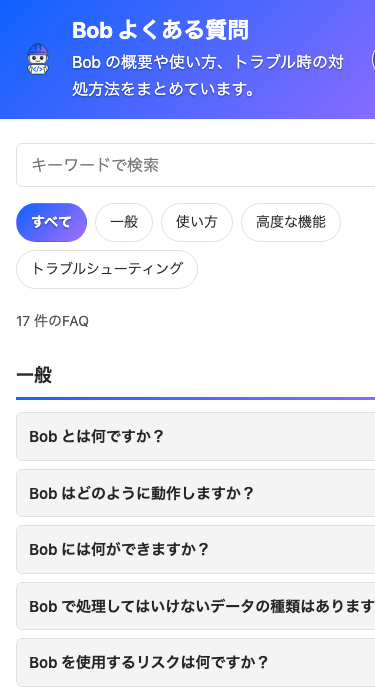 Bob よくある質問
Bob の概要や使い方、トラブル時の対
処方法をまとめています。
キーワードで検索
すべて
一般
使い方
高度な機能
トラブルシューティング
17 件のFAQ
一般
Bob とは何ですか？
Bob はどのように動作しますか？
Bob には何ができますか？
Bob で処理してはいけないデータの種類はあります
Bob を使用するリスクは何ですか？